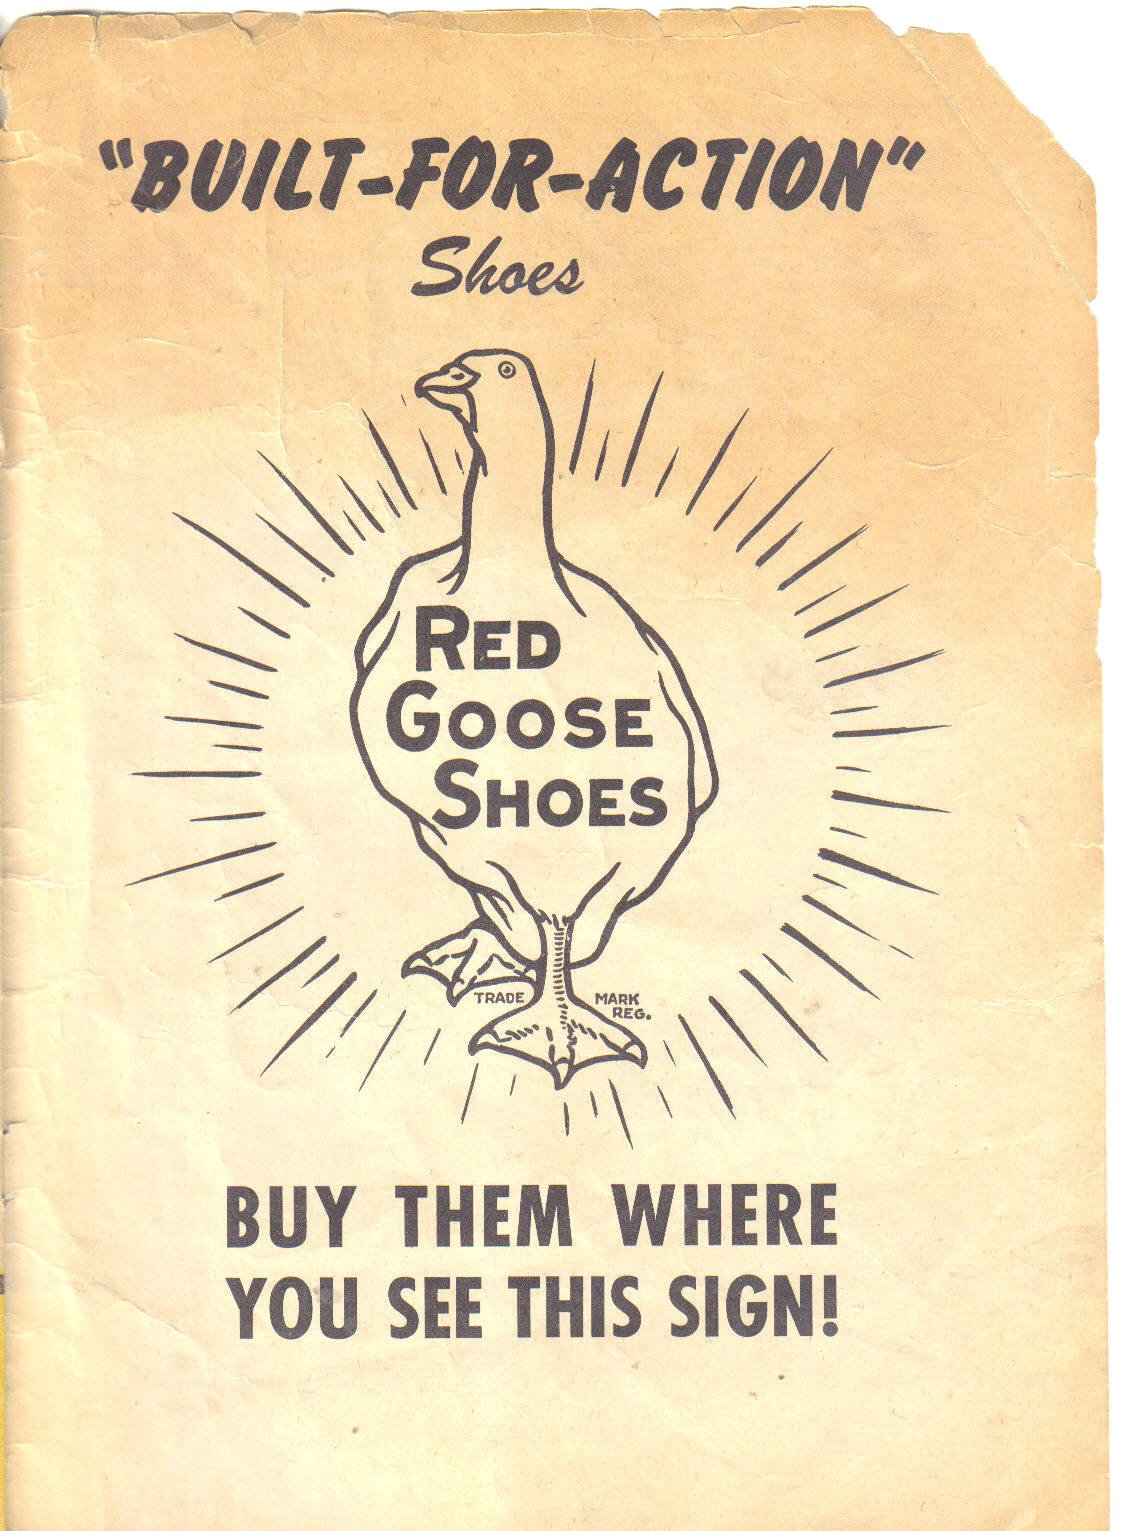 "BUILT-FOR-ACTION"
Shoes
RED
GOOSE
SHOES
TRADE MARK
REG.
BUY THEM WHERE
YOU SEE THIS SIGN!